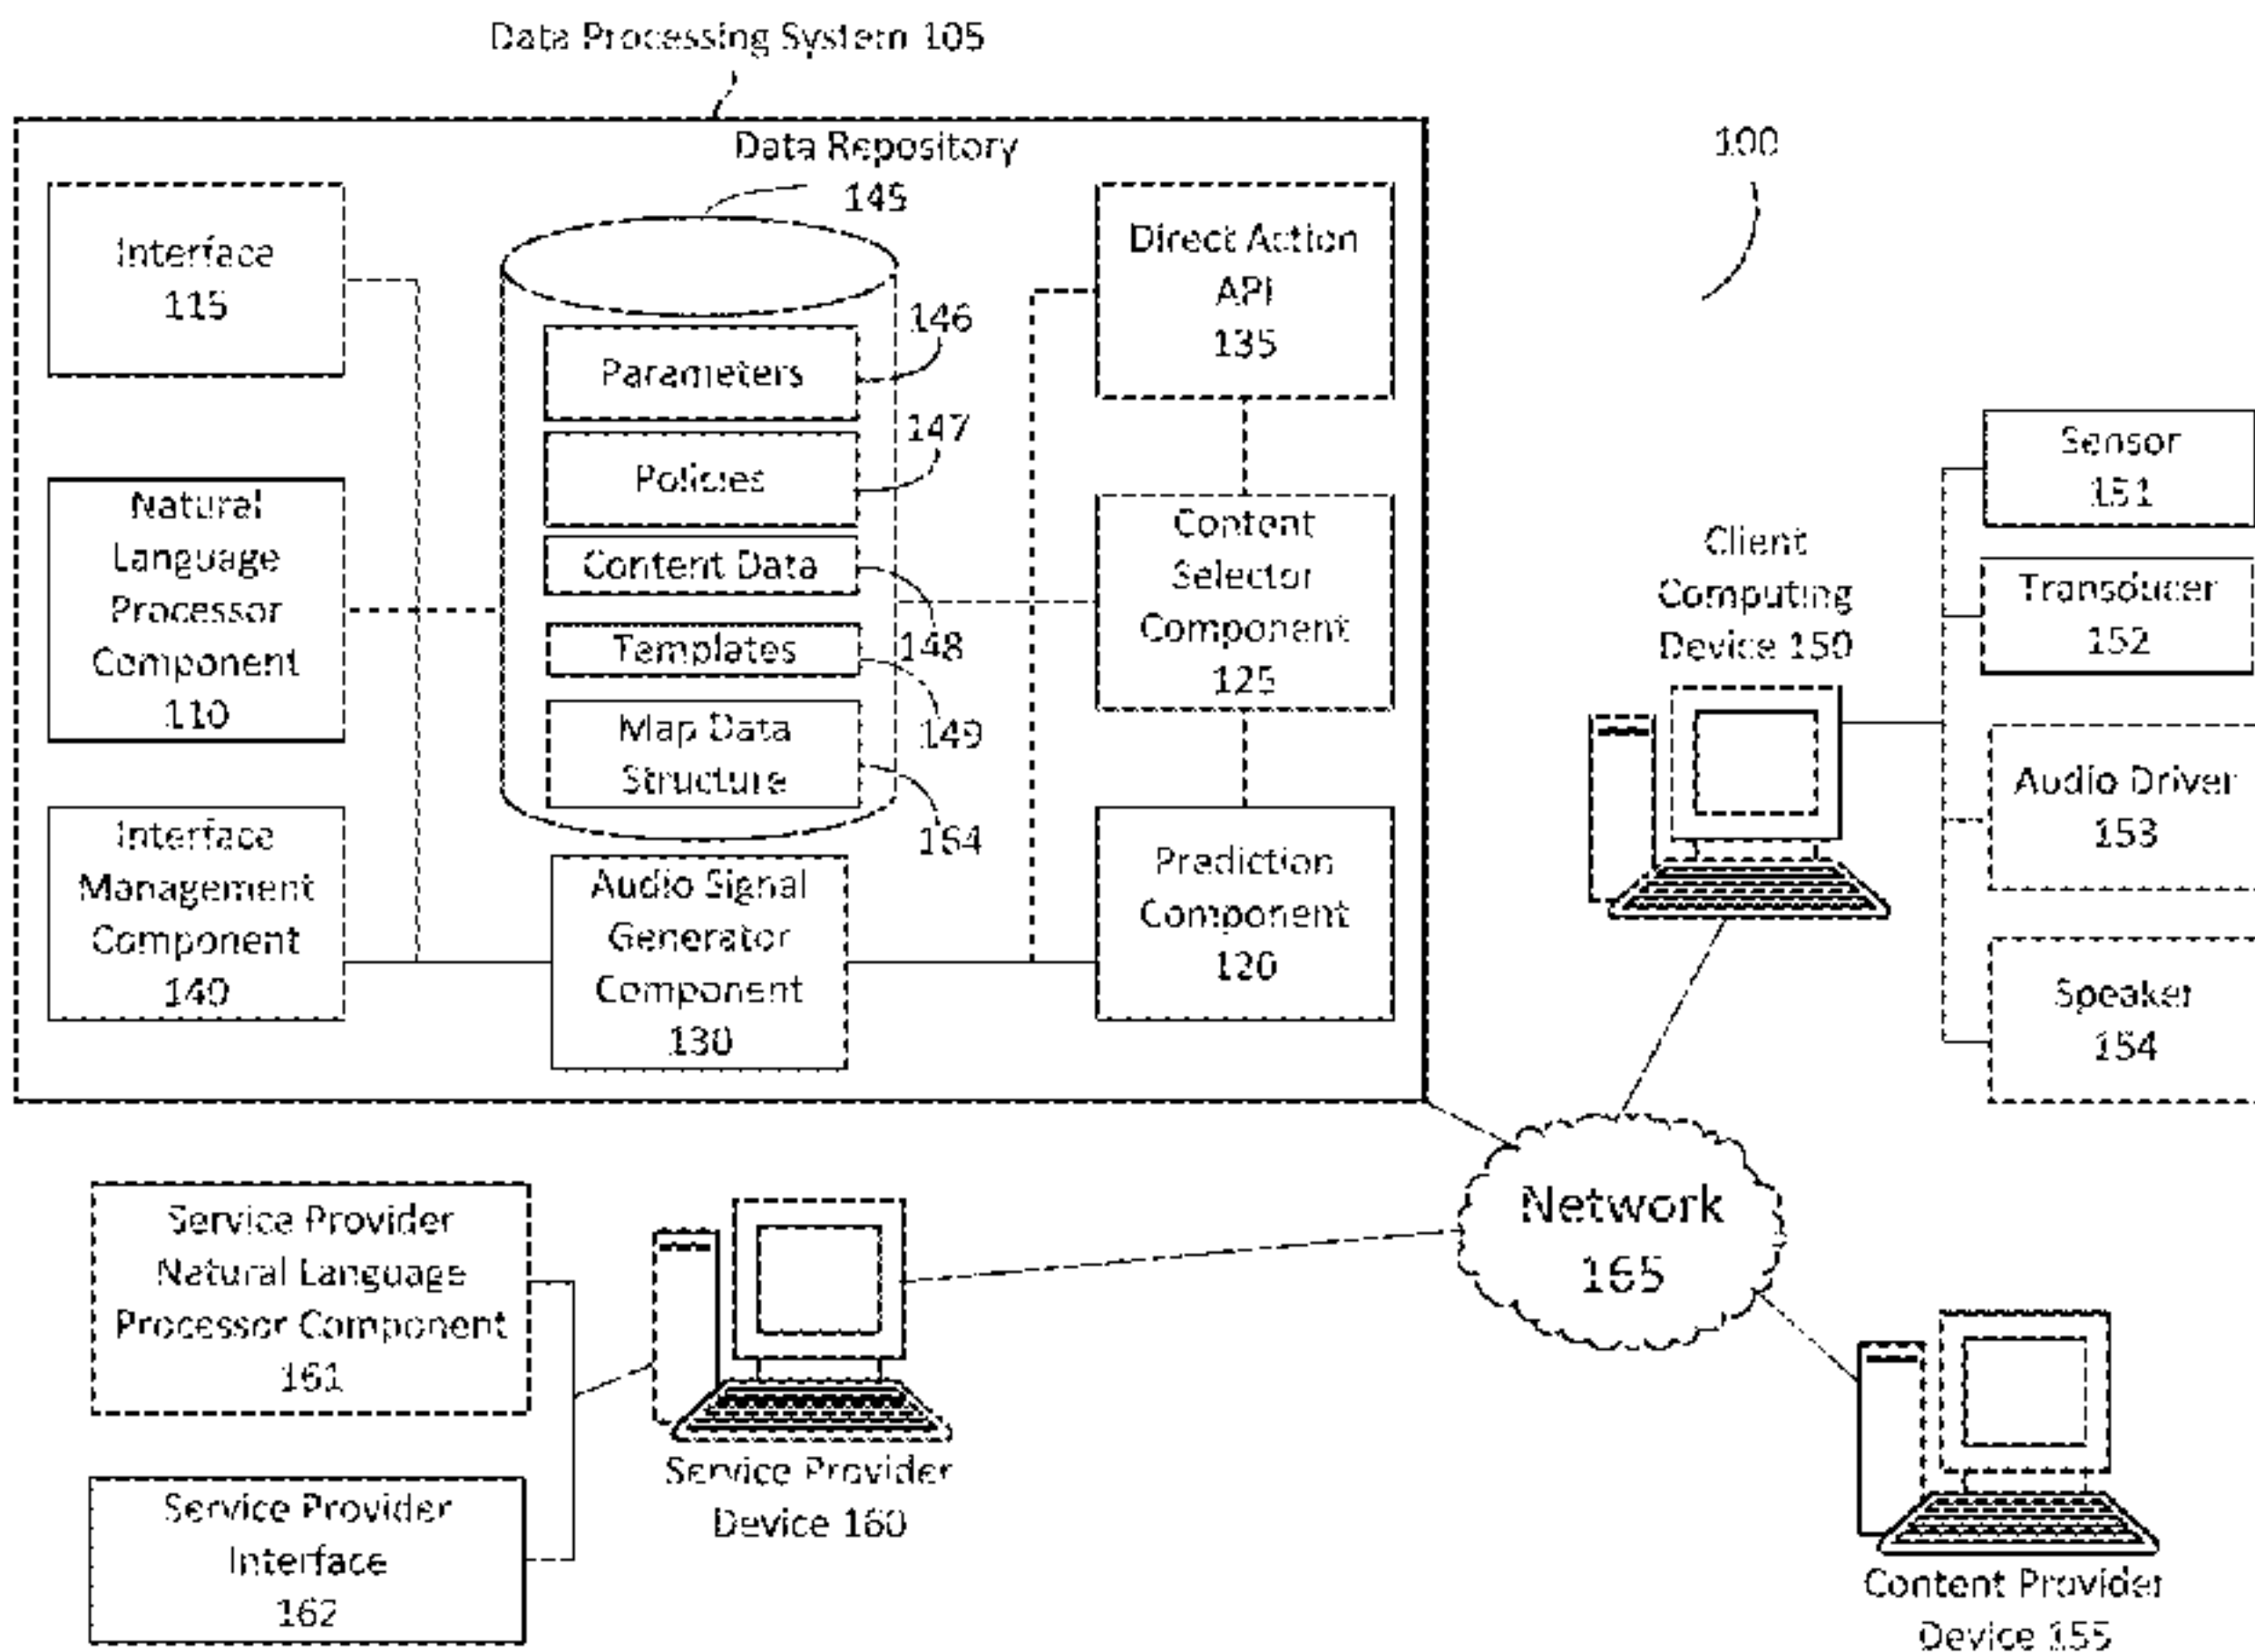 Data Processing System 105
100
Data Repository
145
Interface
115
Natural
Language
Processor
Component
110
Interface
Management
Component
140
Parameters
146
Policies
147
Content Data
148
Templates
149
Map Data
Structure
164
Audio Signal
Generator
Component
130
Direct Action
API
135
Content
Selector
Component
125
Prediction
Component
120
Client
Computing
Device 150
Sensor
151
Transducer
152
Audio Driver
153
Speaker
154
Network
165
Service Provider
Natural Language
Processor Component
161
Service Provider
Interface
162
Service Provider
Device 160
Content Provider
Device 155